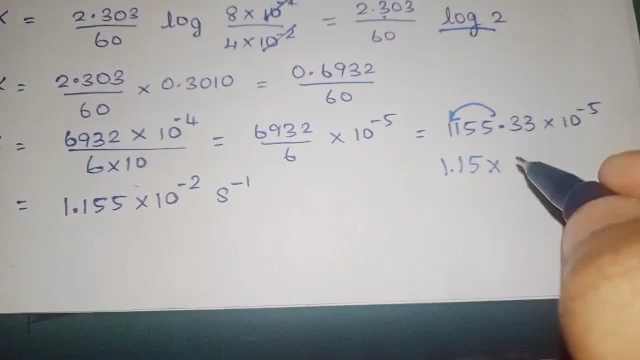 K = 2.303/60 log 8 × 10⁻²/4 × 10⁻² = 2.303/60 log 2
= 2.303/60 × 0.3010 = 0.6932/60
= 6932 × 10⁻⁴/6 × 10 = 6932/6 × 10⁻⁵ = 1155.33 × 10⁻⁵
1.15 ×
= 1.155 × 10⁻² S⁻¹